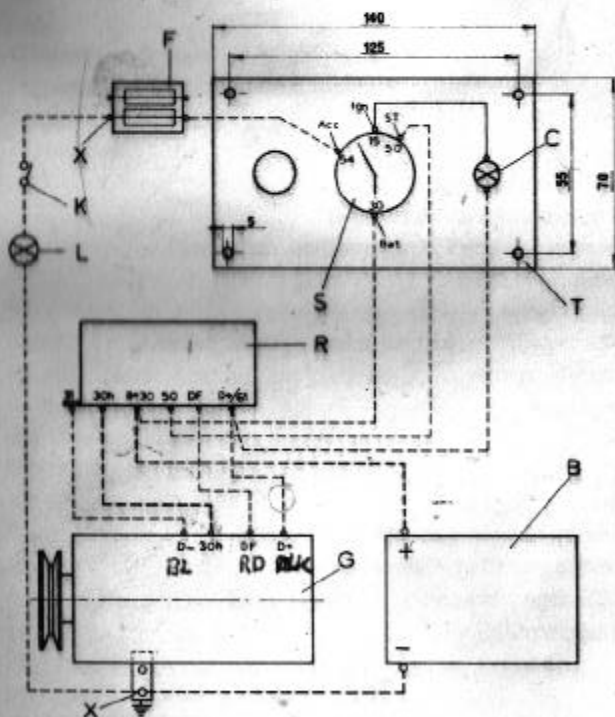 140
125
F
Acc
54
Ign
15
ST
50
C
X
K
L
S
55
70
30
Bat
S
T
R
31 30h B+30 50 DF D+/61
B
+
D- 30h DF D+
BL RD
G
-
X